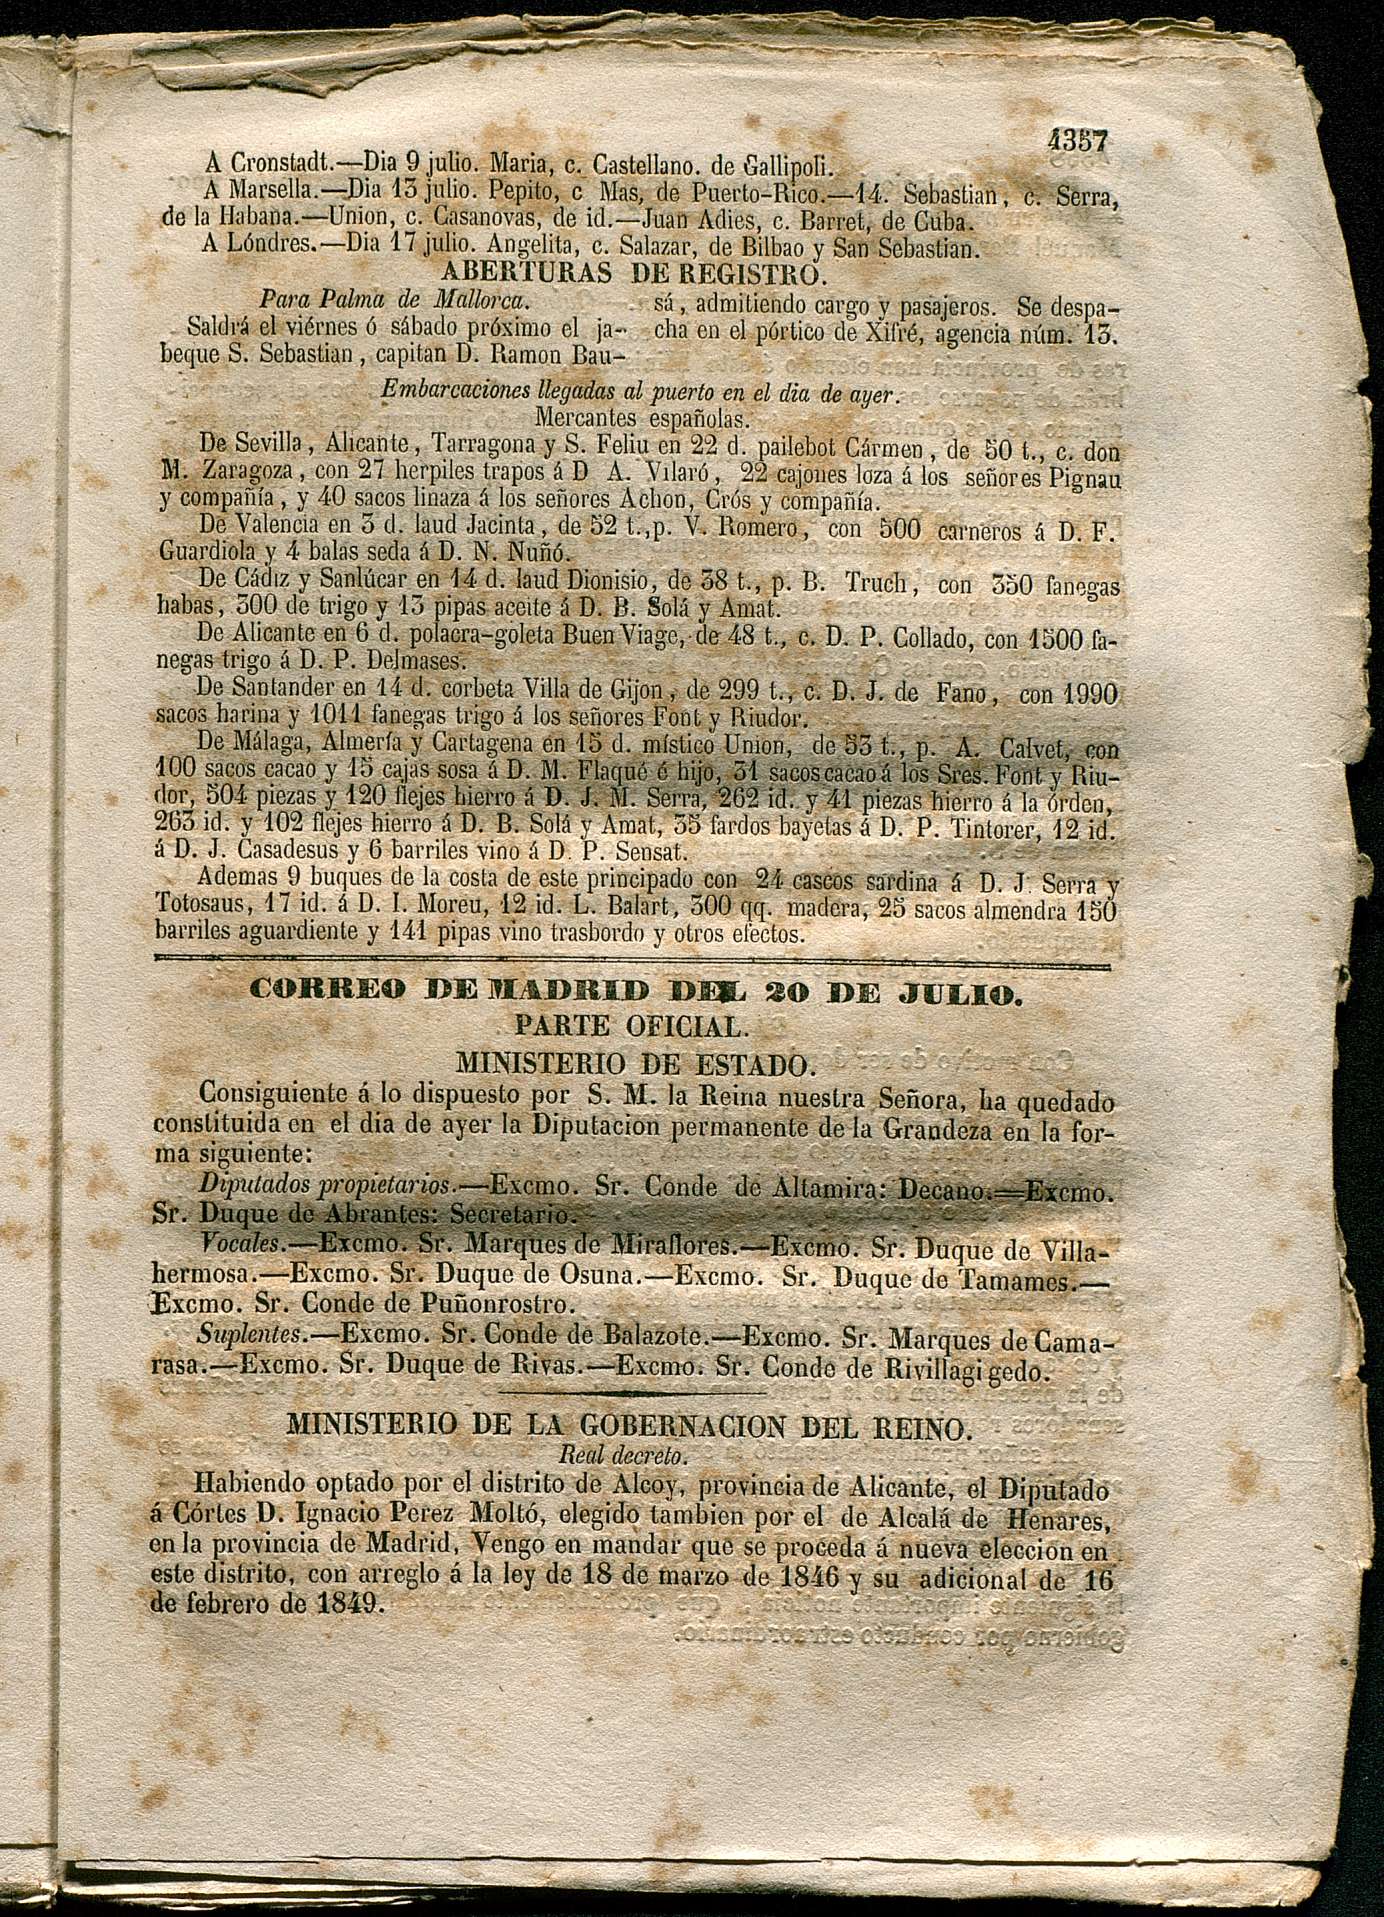 4357
A Cronstadt.—Dia 9 julio. Maria, c. Castellano. de Gallipoli.
A Marsella.—Dia 13 julio. Pepito, c Mas, de Puerto-Rico.—14. Sebastian, c. Serra,
de la Habana.—Union, c. Casanovas, de id.—Juan Adies, c. Barret, de Cuba.
A Lóndres.—Dia 17 julio. Angelita, c. Salazar, de Bilbao y San Sebastian.
ABERTURAS DE REGISTRO.
Para Palma de Mallorca.
Saldrá el viérnes ó sábado próximo el ja-
beque S. Sebastian, capitan D. Ramon Bau-
sá, admitiendo cargo y pasajeros. Se despa-
cha en el pórtico de Xifré, agencia núm. 13.
Embarcaciones llegadas al puerto en el dia de ayer.
Mercantes españolas.
De Sevilla, Alicante, Tarragona y S. Feliu en 22 d. pailebot Cármen, de 50 t., c. don
M. Zaragoza, con 27 herpiles trapos á D A. Vilaró, 22 cajones loza á los señores Pignau
y compañía, y 40 sacos linaza á los señores Achon, Crós y compañía.
De Valencia en 3 d. laud Jacinta, de 52 t.,p. V. Romero, con 500 carneros á D. F.
Guardiola y 4 balas seda á D. N. Nuñó.
De Cádiz y Sanlúcar en 14 d. laud Dionisio, de 38 t., p. B. Truch, con 350 fanegas
habas, 300 de trigo y 13 pipas aceite á D. B. Solá y Amat.
De Alicante en 6 d. polacra-goleta Buen Viage, de 48 t., c. D. P. Collado, con 1500 fa-
negas trigo á D. P. Delmases.
De Santander en 14 d. corbeta Villa de Gijon, de 299 t., c. D. J. de Fano, con 1990
sacos harina y 1011 fanegas trigo á los señores Font y Riudor.
De Málaga, Almería y Cartagena en 15 d. místico Union, de 53 t., p. A. Calvet, con
100 sacos cacao y 15 cajas sosa á D. M. Flaqué é hijo, 31 sacos cacao á los Sres. Font y Riu-
dor, 504 piezas y 120 flejes hierro á D. J. M. Serra, 262 id. y 41 piezas hierro á la órden,
263 id. y 102 flejes hierro á D. B. Solá y Amat, 35 fardos bayetas á D. P. Tintorer, 12 id.
á D. J. Casadesus y 6 barriles vino á D. P. Sensat.
Ademas 9 buques de la costa de este principado con 24 cascos sardina á D. J. Serra y
Totosaus, 17 id. á D. I. Moreu, 12 id. L. Balart, 300 qq. madera, 25 sacos almendra 150
barriles aguardiente y 141 pipas vino trasbordo y otros efectos.
CORREO DE MADRID DEL 20 DE JULIO.
PARTE OFICIAL.
MINISTERIO DE ESTADO.
Consiguiente á lo dispuesto por S. M. la Reina nuestra Señora, ha quedado
constituida en el dia de ayer la Diputacion permanente de la Grandeza en la for-
ma siguiente:
Diputados propietarios.—Excmo. Sr. Conde de Altamira: Decano.=Excmo.
Sr. Duque de Abrantes: Secretario.
Vocales.—Excmo. Sr. Marques de Miraflores.—Excmo. Sr. Duque de Villa-
hermosa.—Excmo. Sr. Duque de Osuna.—Excmo. Sr. Duque de Tamames.—
Excmo. Sr. Conde de Puñonrostro.
Suplentes.—Excmo. Sr. Conde de Balazote.—Excmo. Sr. Marques de Cama-
rasa.—Excmo. Sr. Duque de Rivas.—Excmo. Sr. Conde de Rivillagigedo.
MINISTERIO DE LA GOBERNACION DEL REINO.
Real decreto.
Habiendo optado por el distrito de Alcoy, provincia de Alicante, el Diputado
á Córtes D. Ignacio Perez Moltó, elegido tambien por el de Alcalá de Henares,
en la provincia de Madrid, Vengo en mandar que se proceda á nueva eleccion en
este distrito, con arreglo á la ley de 18 de marzo de 1846 y su adicional de 16
de febrero de 1849.